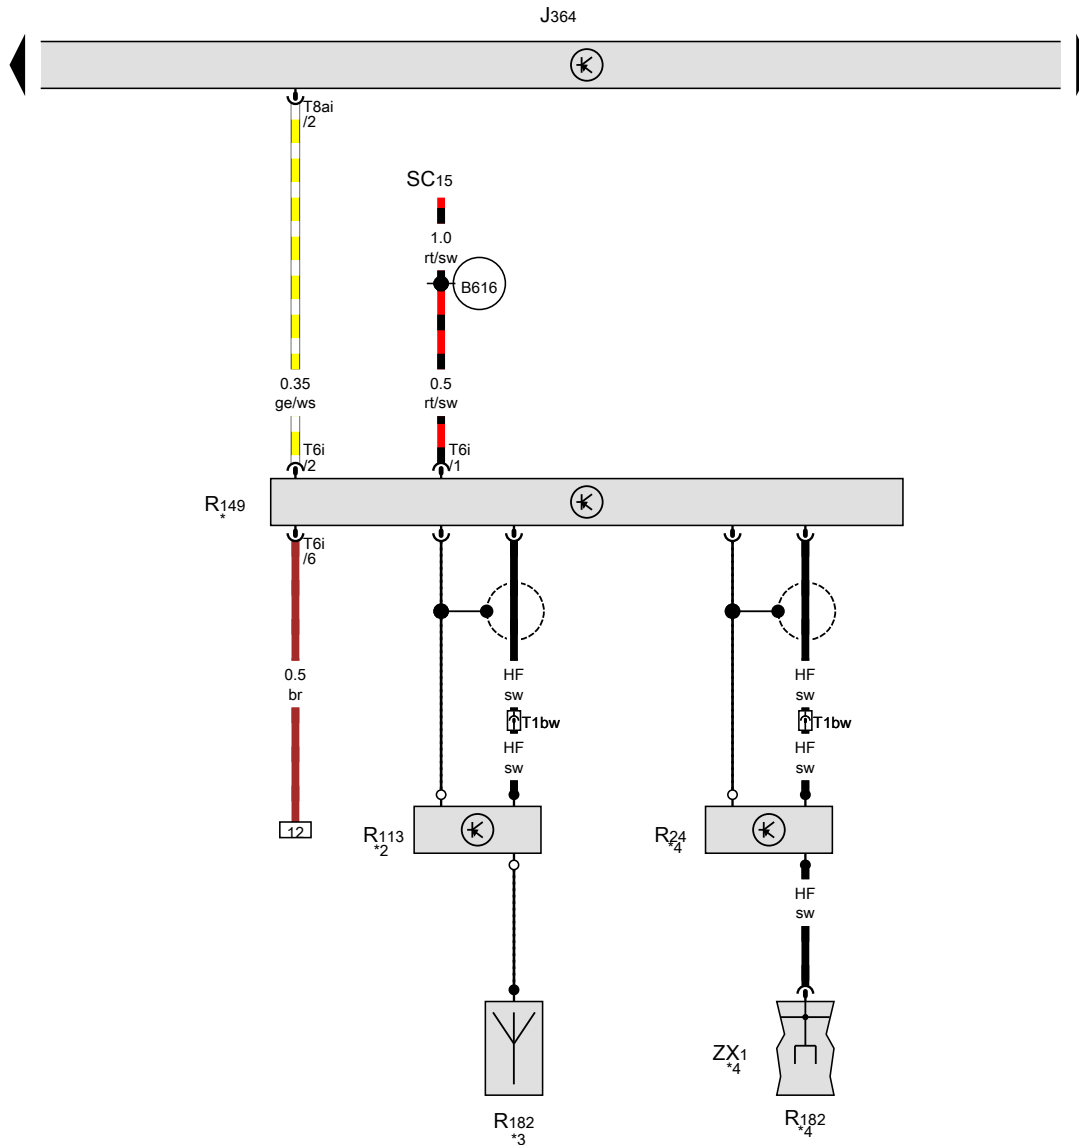 J364
T8ai
/2
SC15
1.0
rt/sw
B616
0.35
ge/ws
0.5
rt/sw
T6i
/2
T6i
/1
R149
*
T6i
/6
0.5
br
HF
sw
HF
sw
T1bw
T1bw
HF
sw
HF
sw
12
R113
*2
R24
*4
HF
sw
ZX1
*4
R182
*3
R182
*4